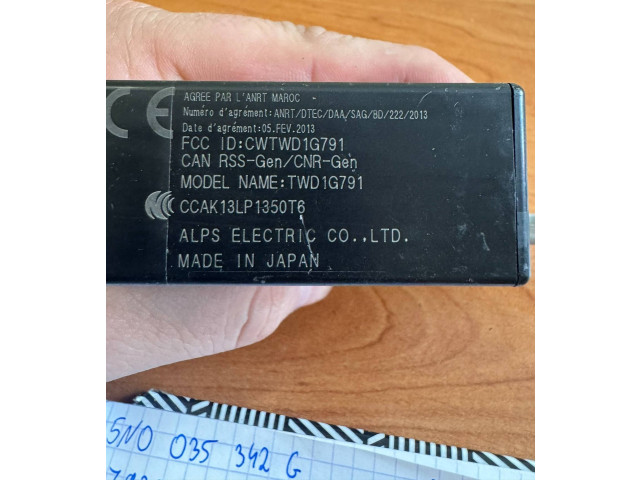 CE
AGREE PAR L'ANRT MAROC
Numéro d'agrément:ANRT/DTEC/DAA/SAG/BD/222/2013
Date d'agrément:05.FEV.2013
FCC ID:CWTWD1G791
CAN RSS-Gen/CNR-Gen
MODEL NAME:TWD1G791
CCAK13LP1350T6
ALPS ELECTRIC CO.,LTD.
MADE IN JAPAN
5N0 035 342 G